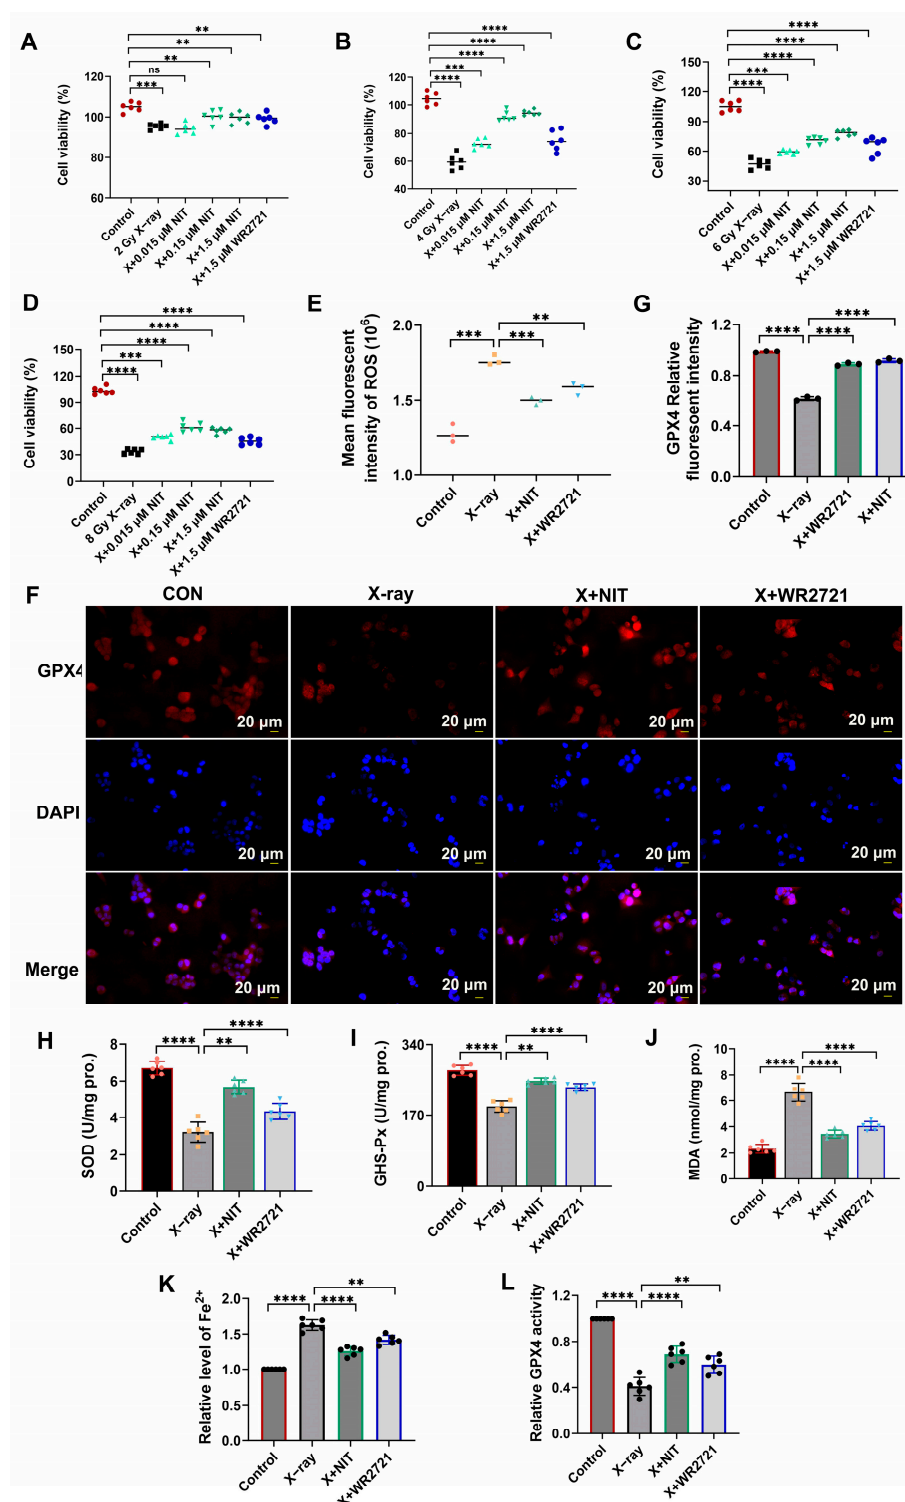 A
**
**
**
ns
***
Cell viability (%)
120
100
80
60
Control
2 Gy X−ray
X+0.015 μM NIT
X+0.15 μM NIT
X+1.5 μM NIT
X+1.5 μM WR2721
B
****
****
****
***
****
Cell viability (%)
120
100
80
60
40
Control
4 Gy X−ray
X+0.015 μM NIT
X+0.15 μM NIT
X+1.5 μM NIT
X+1.5 μM WR2721
C
****
****
****
***
****
Cell viability (%)
150
120
90
60
30
Control
6 Gy X−ray
X+0.015 μM NIT
X+0.15 μM NIT
X+1.5 μM NIT
X+1.5 μM WR2721
D
****
****
****
***
****
Cell viability (%)
150
120
90
60
30
0
Control
8 Gy X−ray
X+0.015 μM NIT
X+0.15 μM NIT
X+1.5 μM NIT
X+1.5 μM WR2721
E
**
***
***
Mean fluorescent
intensity of ROS (10⁶)
2.0
1.5
1.0
Control
X−ray
X+NIT
X+WR2721
G
****
****
****
GPX4 Relative
fluorescent intensity
1.2
0.8
0.4
0.0
Control
X−ray
X+WR2721
X+NIT
F
CON
X-ray
X+NIT
X+WR2721
GPX4
20 μm
20 μm
20 μm
20 μm
DAPI
20 μm
20 μm
20 μm
20 μm
Merge
20 μm
20 μm
20 μm
20 μm
H
****
****
**
SOD (U/mg pro.)
8
6
4
2
0
Control
X−ray
X+NIT
X+WR2721
I
****
****
**
GHS-Px (U/mg pro.)
340
170
0
Control
X−ray
X+NIT
X+WR2721
J
****
****
****
MDA (nmol/mg pro.)
10
8
6
4
2
0
Control
X−ray
X+NIT
X+WR2721
K
**
****
****
Relative level of Fe²⁺
2.0
1.5
1.0
0.5
0.0
Control
X−ray
X+NIT
X+WR2721
L
**
****
****
Relative GPX4 activity
1.2
0.8
0.4
0.0
Control
X−ray
X+NIT
X+WR2721